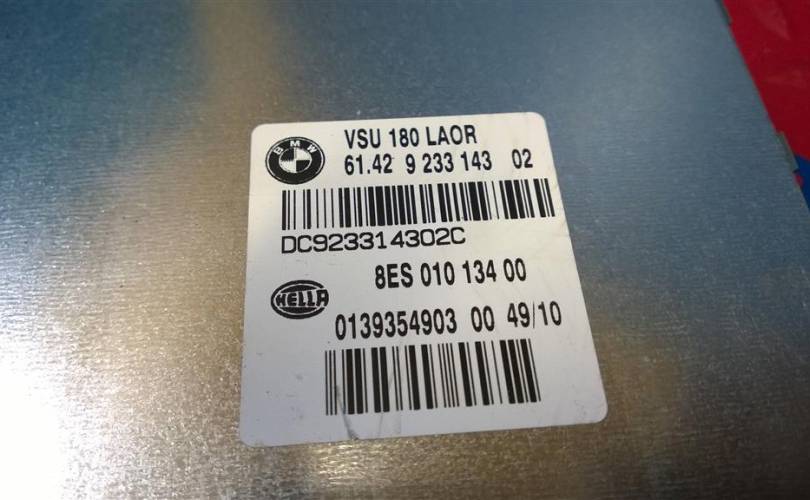 BMW
VSU 180 LAOR
61.42 9 233 143 02
DC923314302C
8ES 010 134 00
HELLA
0139354903 00 49/10